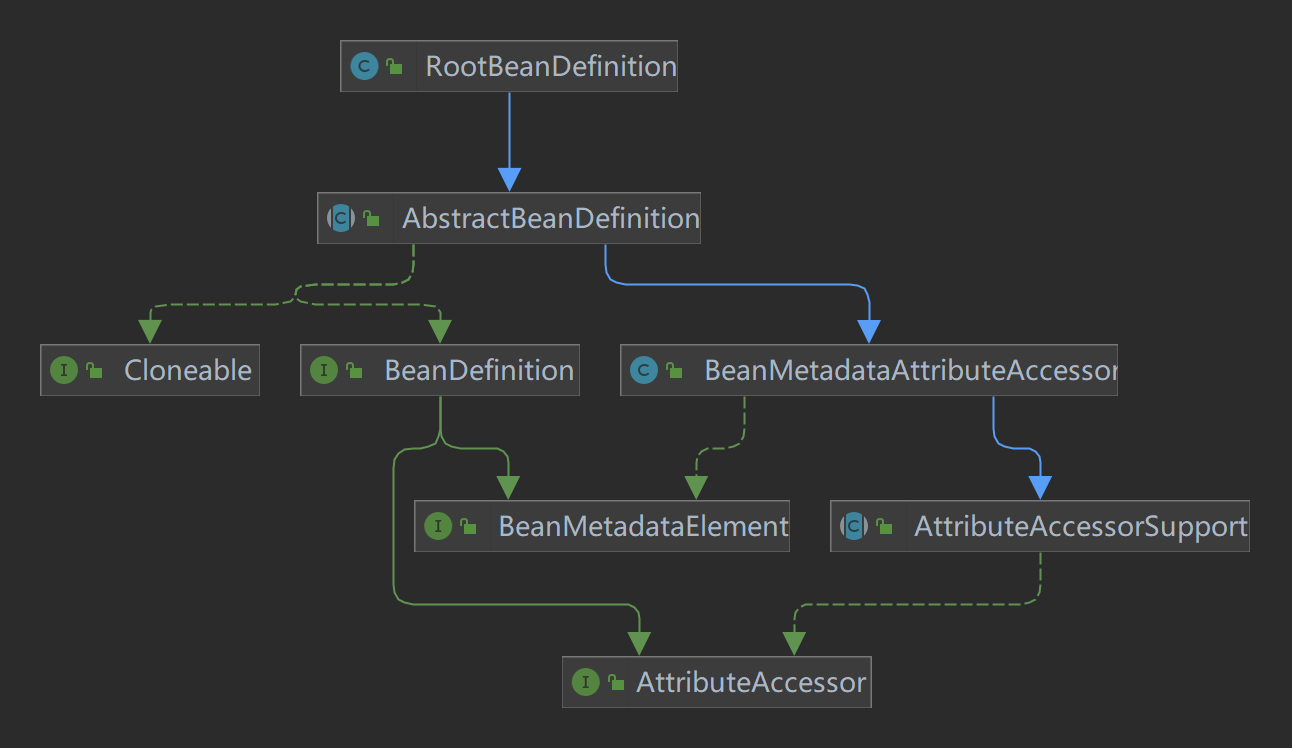 C RootBeanDefinition
C AbstractBeanDefinition
I Cloneable
I BeanDefinition
C BeanMetadataAttributeAccessor
I BeanMetadataElement
C AttributeAccessorSupport
I AttributeAccessor